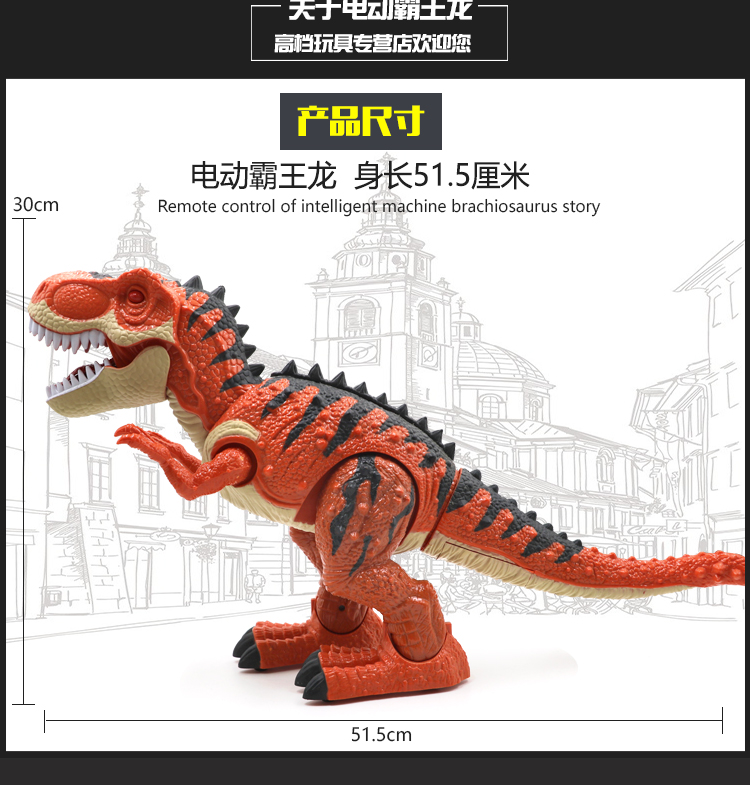 关于电动霸王龙
高档玩具专营店欢迎您
产品尺寸
电动霸王龙 身长51.5厘米
30cm
Remote control of intelligent machine brachiosaurus story
51.5cm